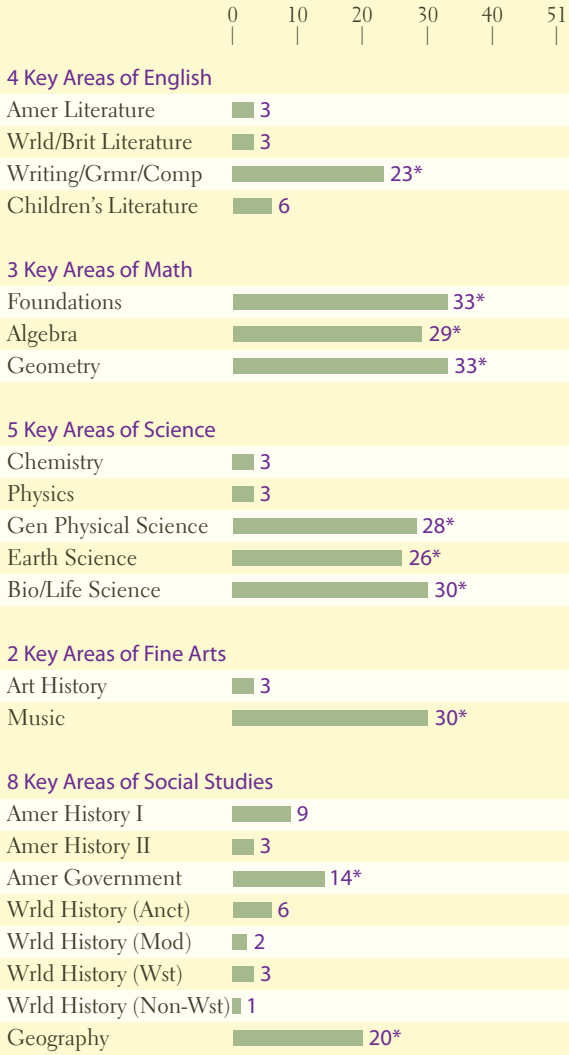 0 10 20 30 40 51
4 Key Areas of English
Amer Literature 3
Wrld/Brit Literature 3
Writing/Grmr/Comp 23*
Children's Literature 6
3 Key Areas of Math
Foundations 33*
Algebra 29*
Geometry 33*
5 Key Areas of Science
Chemistry 3
Physics 3
Gen Physical Science 28*
Earth Science 26*
Bio/Life Science 30*
2 Key Areas of Fine Arts
Art History 3
Music 30*
8 Key Areas of Social Studies
Amer History I 9
Amer History II 3
Amer Government 14*
Wrld History (Anct) 6
Wrld History (Mod) 2
Wrld History (Wst) 3
Wrld History (Non-Wst) 1
Geography 20*